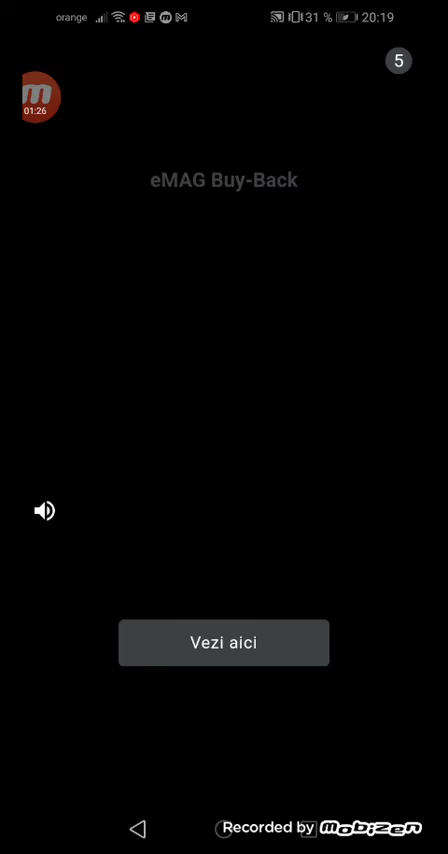 orange 31 % 20:19
5
m
01:26
eMAG Buy-Back
Vezi aici
Recorded by mobizen